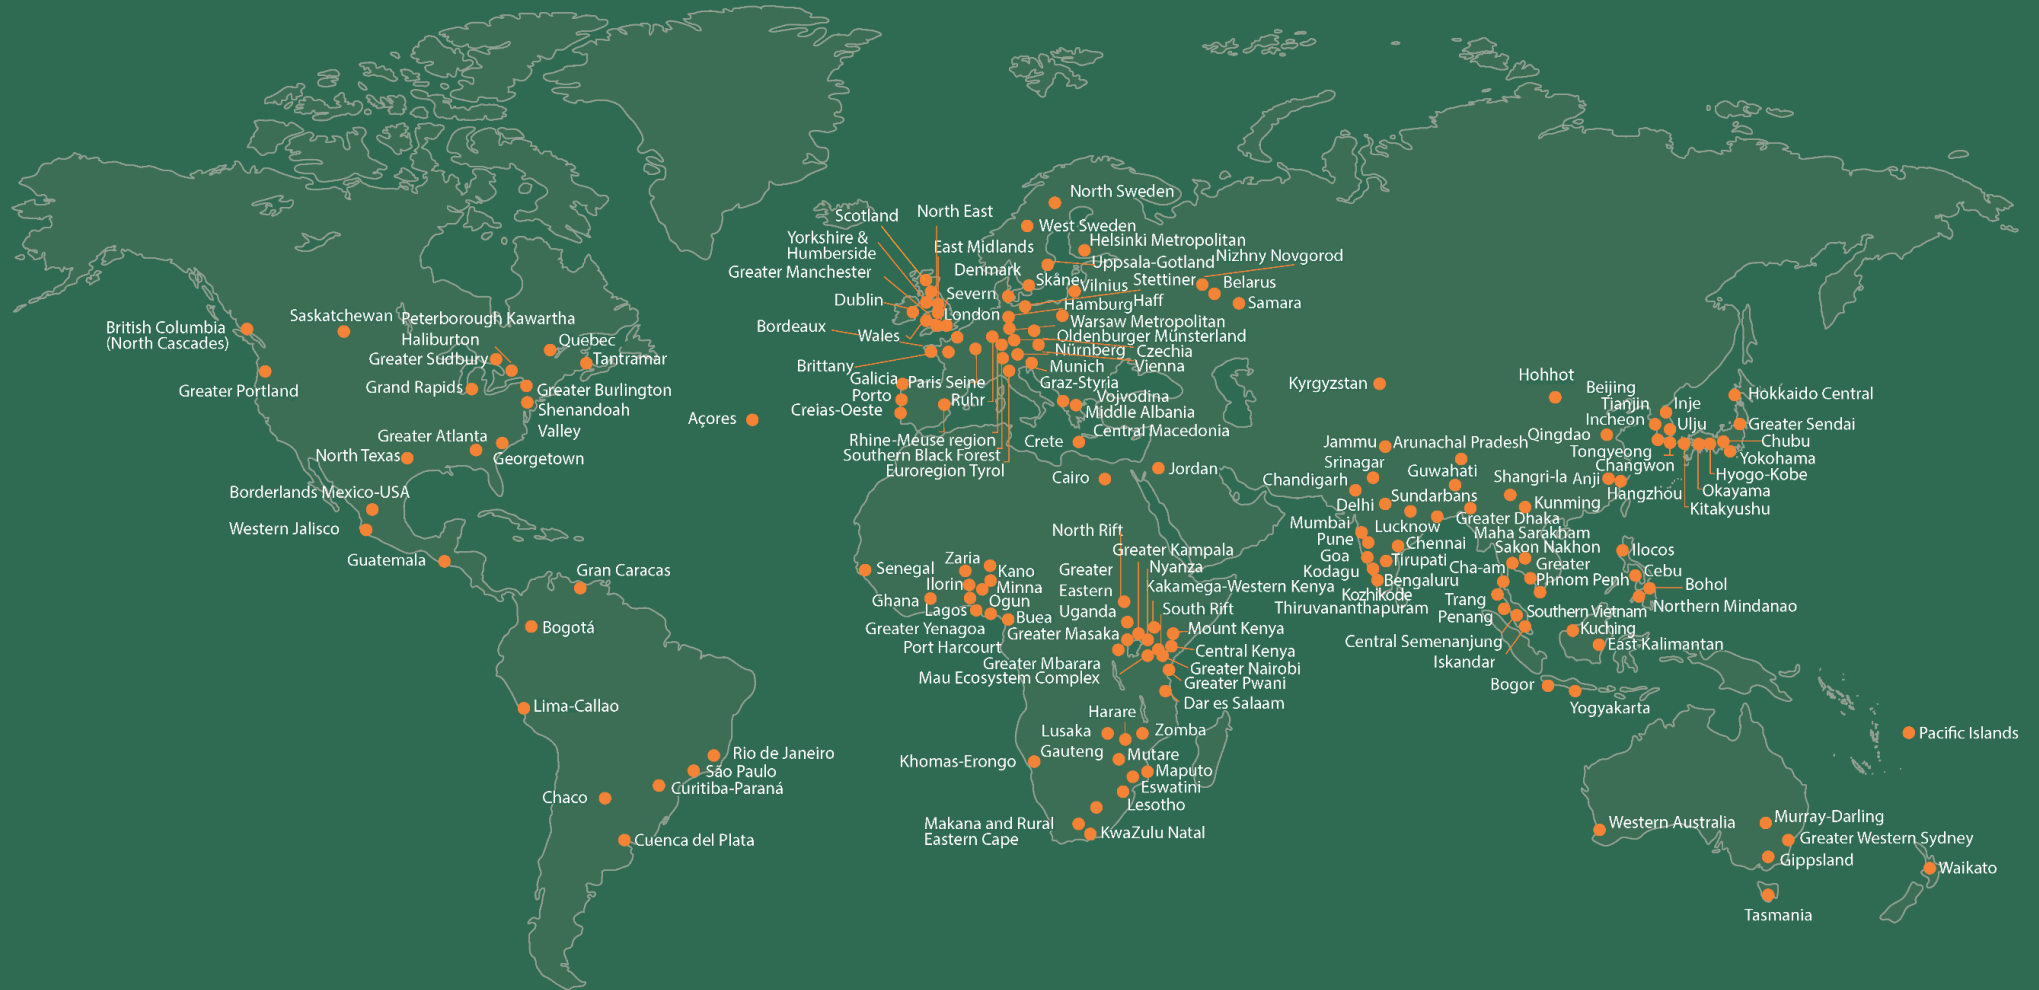 British Columbia
(North Cascades)
Greater Portland
Saskatchewan
Peterborough Kawartha
Haliburton
Greater Sudbury
Grand Rapids
Quebec
Tantramar
Greater Burlington
Shenandoah
Valley
Greater Atlanta
North Texas
Georgetown
Borderlands Mexico-USA
Western Jalisco
Guatemala
Gran Caracas
Bogotá
Lima-Callao
Rio de Janeiro
São Paulo
Curitiba-Paraná
Chaco
Cuenca del Plata
Açores
North Sweden
West Sweden
Scotland
North East
Yorkshire &
Humberside
East Midlands
Greater Manchester
Dublin
Severn
London
Bordeaux
Wales
Brittany
Galicia
Paris Seine
Porto
Ruhr
Creias-Oeste
Rhine-Meuse region
Southern Black Forest
Euroregion Tyrol
Helsinki Metropolitan
Uppsala-Gotland
Nizhny Novgorod
Denmark
Skåne
Vilnius
Stettiner
Haff
Belarus
Samara
Hamburg
Warsaw Metropolitan
Oldenburger Münsterland
Nürnberg
Czechia
Munich
Vienna
Graz-Styria
Vojvodina
Middle Albania
Central Macedonia
Crete
Cairo
Jordan
Senegal
Ghana
Zaria
Kano
Ilorin
Minna
Ogun
Lagos
Buea
Greater Yenagoa
Port Harcourt
North Rift
Greater Kampala
Nyanza
Greater
Eastern
Uganda
Kakamega-Western Kenya
South Rift
Greater Masaka
Mount Kenya
Central Kenya
Greater Mbarara
Greater Nairobi
Mau Ecosystem Complex
Greater Pwani
Dar es Salaam
Harare
Lusaka
Zomba
Gauteng
Mutare
Khomas-Erongo
Maputo
Eswatini
Lesotho
Makana and Rural
Eastern Cape
KwaZulu Natal
Kyrgyzstan
Jammu
Arunachal Pradesh
Srinagar
Guwahati
Chandigarh
Sundarbans
Delhi
Mumbai
Lucknow
Greater Dhaka
Pune
Chennai
Goa
Tirupati
Kodagu
Bengaluru
Kozhikode
Thiruvananthapuram
Hohhot
Beijing
Tianjin
Inje
Incheon
Ulju
Qingdao
Tongyeong
Changwon
Shangri-la
Anji
Hangzhou
Kunming
Hokkaido Central
Greater Sendai
Chubu
Yokohama
Hyogo-Kobe
Okayama
Kitakyushu
Maha Sarakham
Sakon Nakhon
Cha-am
Greater
Phnom Penh
Trang
Penang
Southern Vietnam
Central Semenanjung
Iskandar
Kuching
East Kalimantan
Ilocos
Cebu
Bohol
Northern Mindanao
Bogor
Yogyakarta
Pacific Islands
Western Australia
Murray-Darling
Greater Western Sydney
Gippsland
Waikato
Tasmania